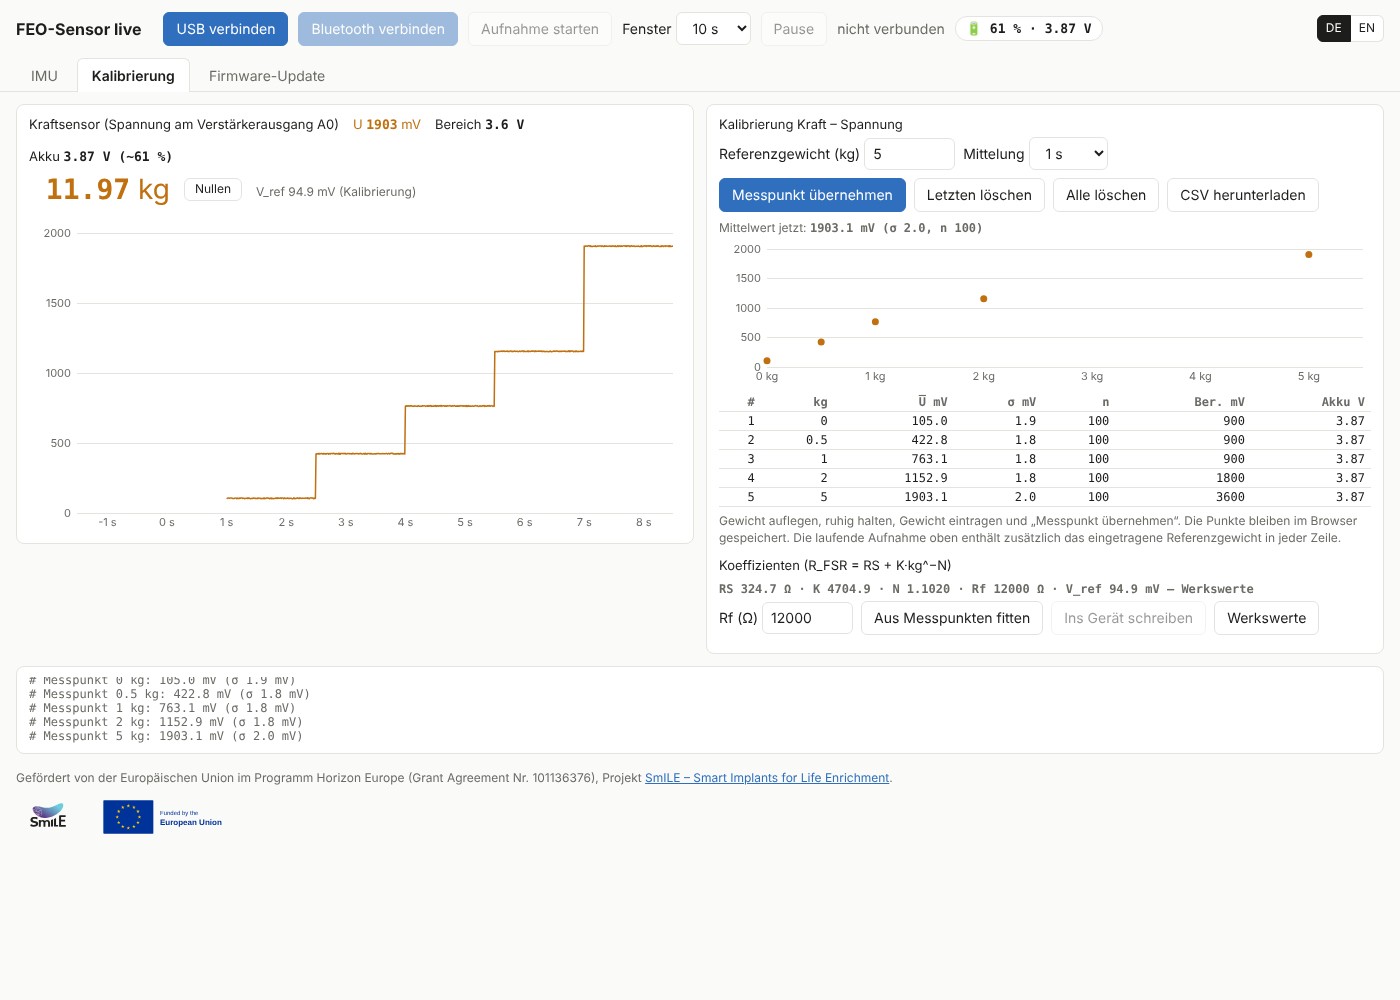 FEO-Sensor live USB verbinden Bluetooth verbinden Aufnahme starten Fenster 10 s Pause nicht verbunden 61 % · 3.87 V DE EN
IMU Kalibrierung Firmware-Update
Kraftsensor (Spannung am Verstärkerausgang A0) U 1903 mV Bereich 3.6 V
Akku 3.87 V (~61 %)
11.97 kg Nullen V_ref 94.9 mV (Kalibrierung)
2000
1500
1000
500
0
-1 s 0 s 1 s 2 s 3 s 4 s 5 s 6 s 7 s 8 s
Kalibrierung Kraft – Spannung
Referenzgewicht (kg) 5 Mittelung 1 s
Messpunkt übernehmen Letzten löschen Alle löschen CSV herunterladen
Mittelwert jetzt: 1903.1 mV (σ 2.0, n 100)
2000
1500
1000
500
0
0 kg 1 kg 2 kg 3 kg 4 kg 5 kg
# kg U̅ mV σ mV n Ber. mV Akku V
1 0 105.0 1.9 100 900 3.87
2 0.5 422.8 1.8 100 900 3.87
3 1 763.1 1.8 100 900 3.87
4 2 1152.9 1.8 100 1800 3.87
5 5 1903.1 2.0 100 3600 3.87
Gewicht auflegen, ruhig halten, Gewicht eintragen und „Messpunkt übernehmen“. Die Punkte bleiben im Browser
gespeichert. Die laufende Aufnahme oben enthält zusätzlich das eingetragene Referenzgewicht in jeder Zeile.
Koeffizienten (R_FSR = RS + K·kg^−N)
RS 324.7 Ω · K 4704.9 · N 1.1020 · Rf 12000 Ω · V_ref 94.9 mV — Werkswerte
Rf (Ω) 12000 Aus Messpunkten fitten Ins Gerät schreiben Werkswerte
# Messpunkt 0 kg: 105.0 mV (σ 1.9 mV)
# Messpunkt 0.5 kg: 422.8 mV (σ 1.8 mV)
# Messpunkt 1 kg: 763.1 mV (σ 1.8 mV)
# Messpunkt 2 kg: 1152.9 mV (σ 1.8 mV)
# Messpunkt 5 kg: 1903.1 mV (σ 2.0 mV)
Gefördert von der Europäischen Union im Programm Horizon Europe (Grant Agreement Nr. 101136376), Projekt SmILE – Smart Implants for Life Enrichment.
SmILE
Funded by the
European Union